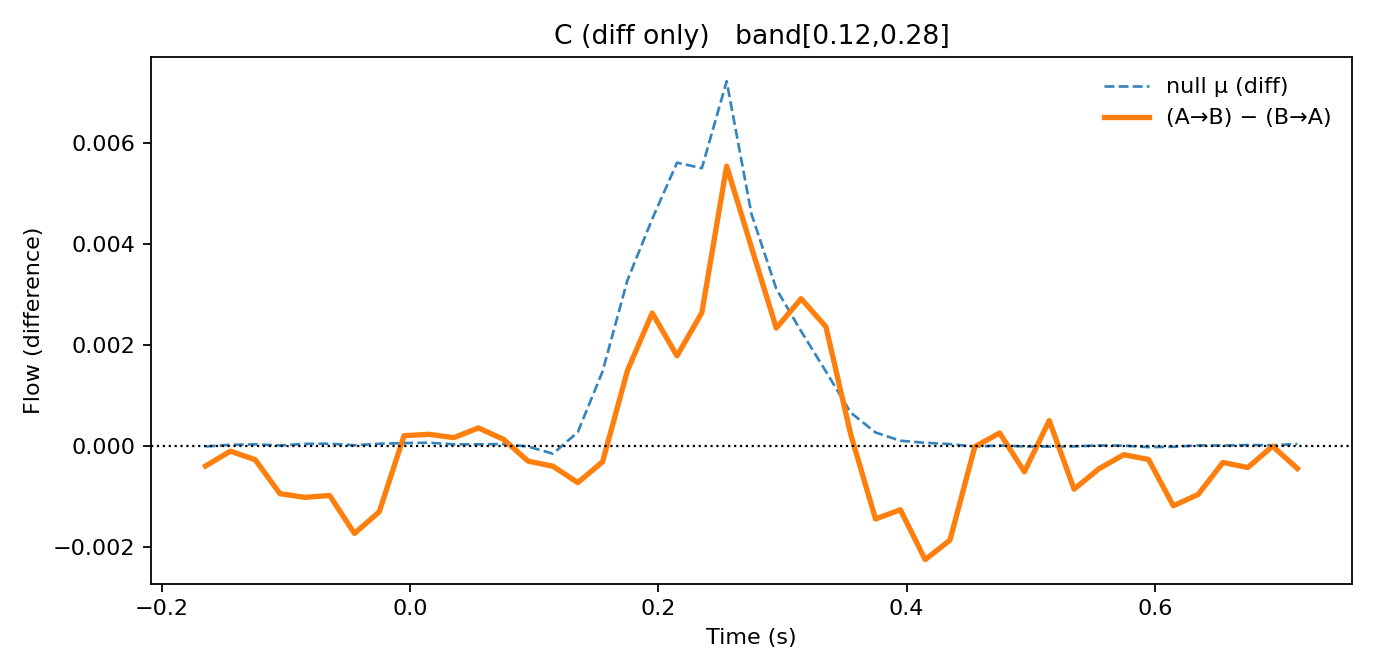 C (diff only)   band[0.12,0.28]
null μ (diff)
(A→B) − (B→A)
Flow (difference)
0.006
0.004
0.002
0.000
−0.002
−0.2
0.0
0.2
0.4
0.6
Time (s)